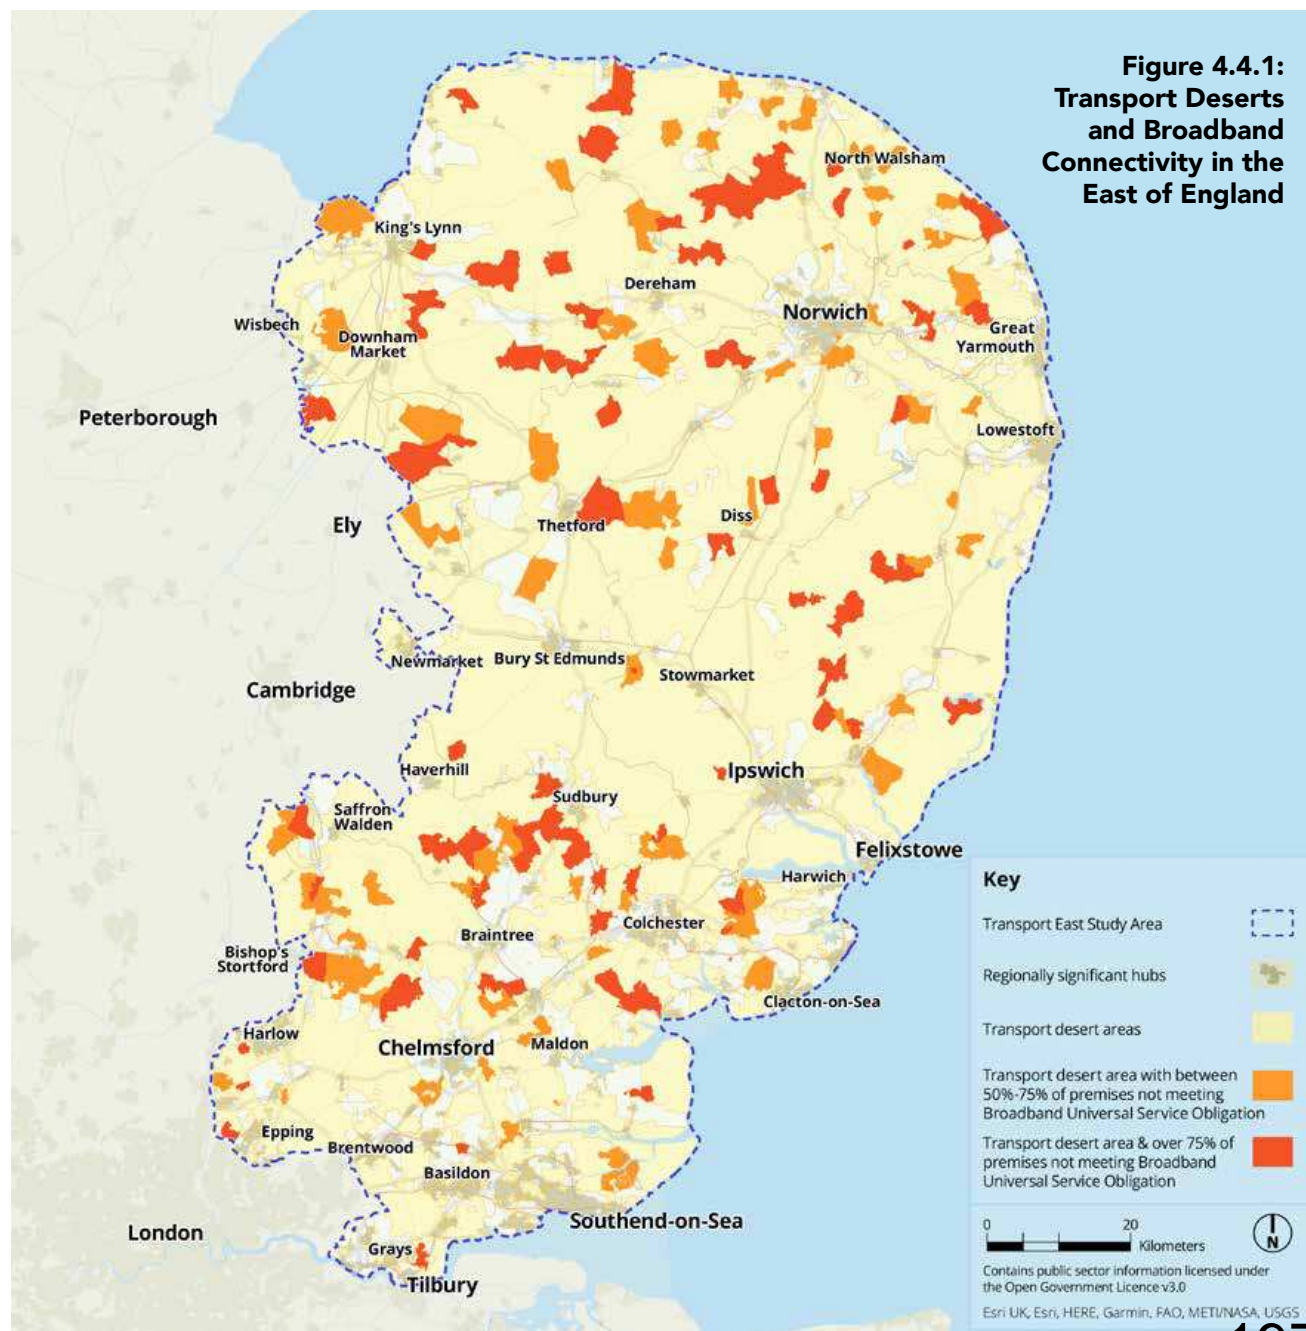 Figure 4.4.1:
Transport Deserts
and Broadband
Connectivity in the
East of England
North Walsham
King's Lynn
Dereham
Norwich
Wisbech
Downham
Market
Great
Yarmouth
Peterborough
Lowestoft
Ely
Thetford
Diss
Newmarket
Bury St Edmunds
Stowmarket
Cambridge
Haverhill
Ipswich
Sudbury
Saffron
Walden
Felixstowe
Harwich
Colchester
Braintree
Bishop's
Stortford
Clacton-on-Sea
Harlow
Chelmsford
Maldon
Epping
Brentwood
Basildon
London
Southend-on-Sea
Grays
Tilbury
Key
Transport East Study Area
Regionally significant hubs
Transport desert areas
Transport desert area with between
50%-75% of premises not meeting
Broadband Universal Service Obligation
Transport desert area & over 75% of
premises not meeting Broadband
Universal Service Obligation
0 20
Kilometers
N
Contains public sector information licensed under
the Open Government Licence v3.0
Esri UK, Esri, HERE, Garmin, FAO, METI/NASA, USGS